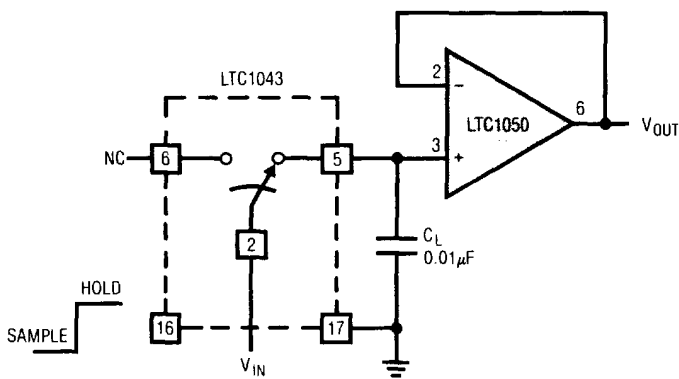 LTC1043
2
6
LTC1050
VOUT
3
NC
6
5
−
+
2
CL
0.01µF
HOLD
SAMPLE
16
17
VIN